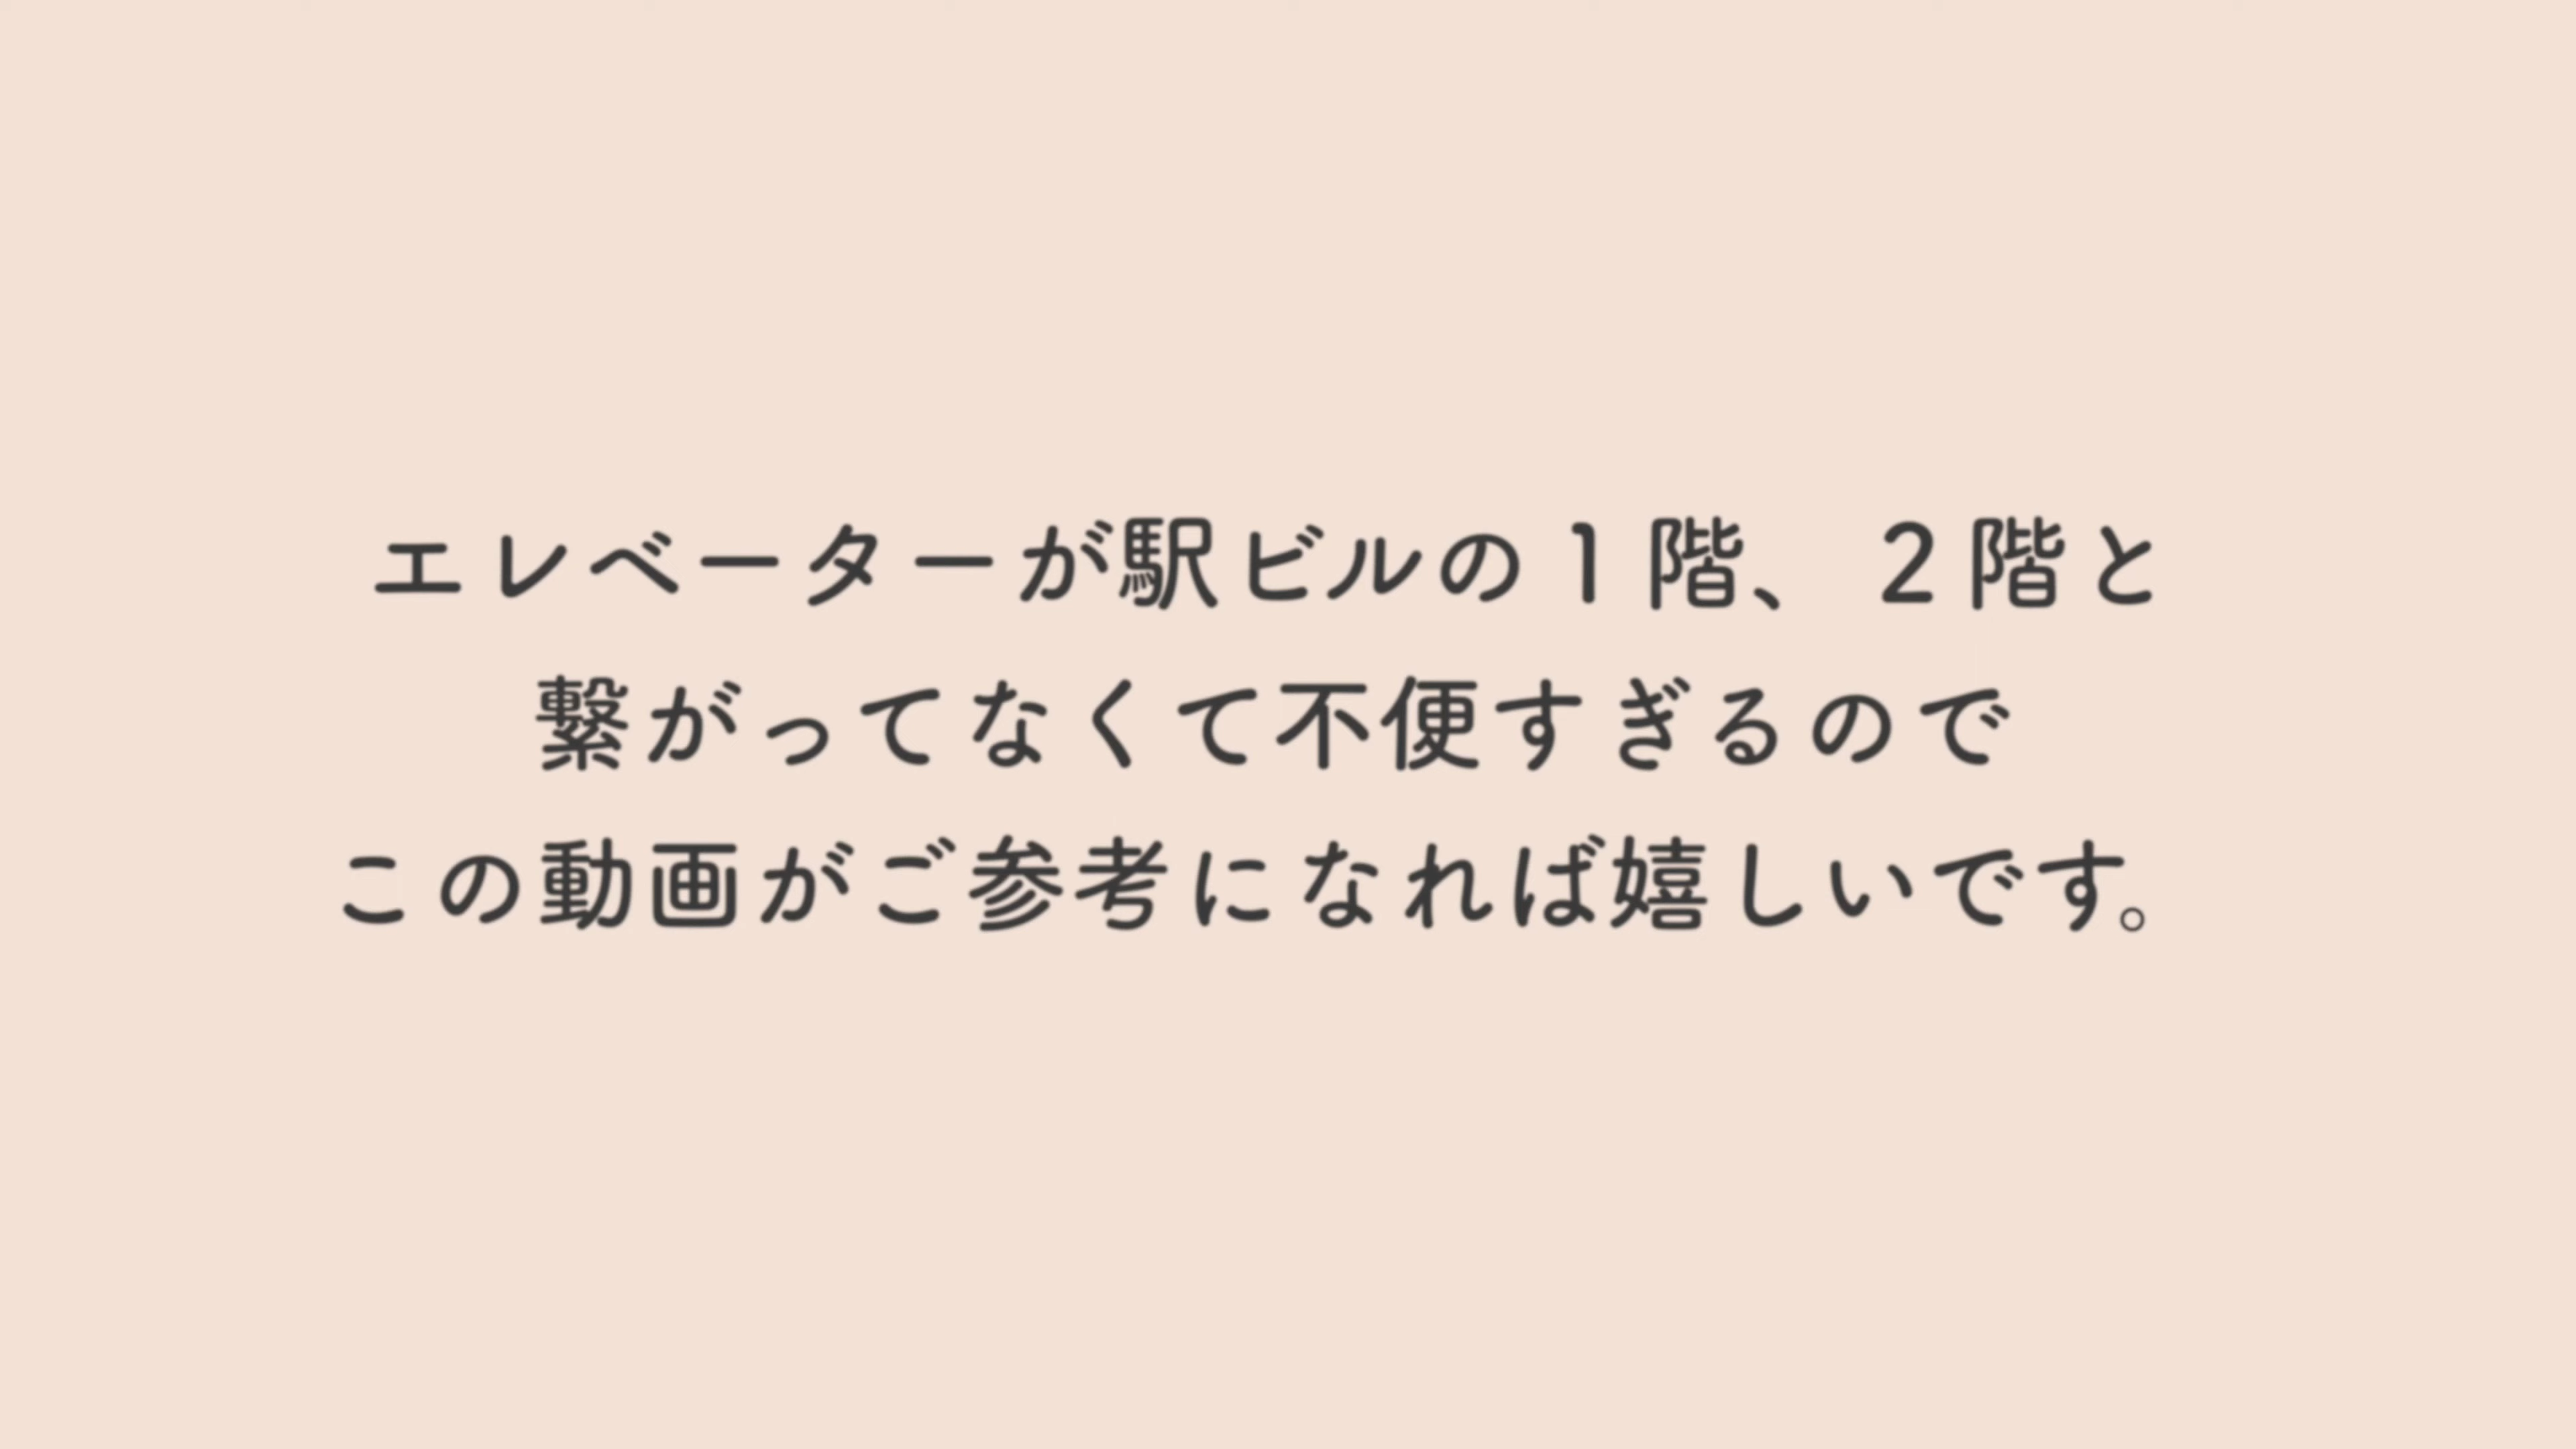 エレベーターが駅ビルの１階、２階と
繋がってなくて不便すぎるので
この動画がご参考になれば嬉しいです。